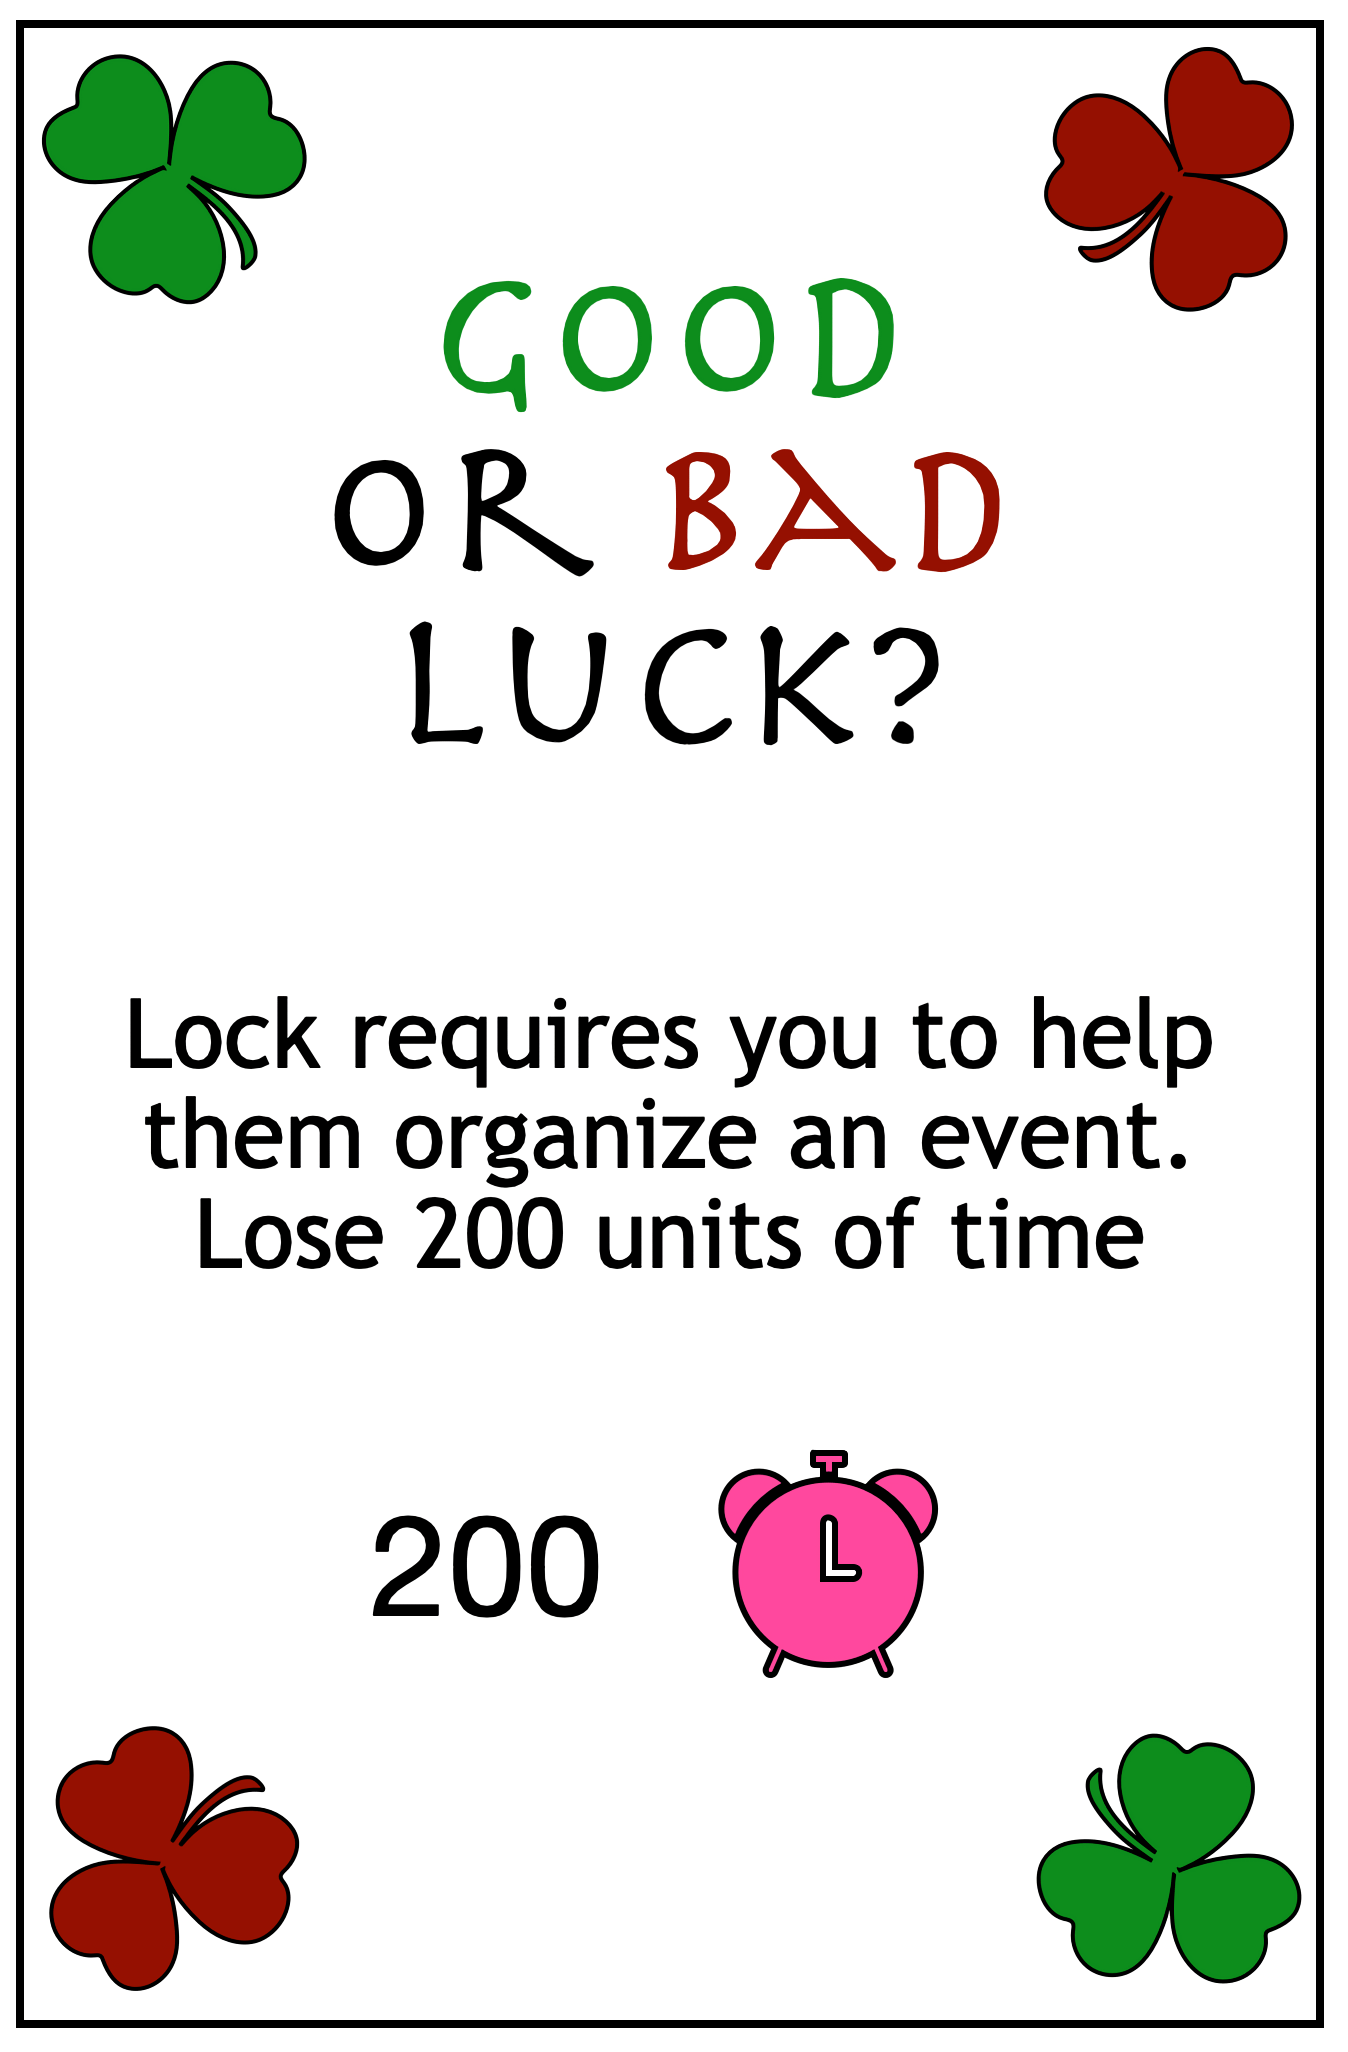 GOOD
OR BAD
LUCK?
Lock requires you to help
them organize an event.
Lose 200 units of time
200